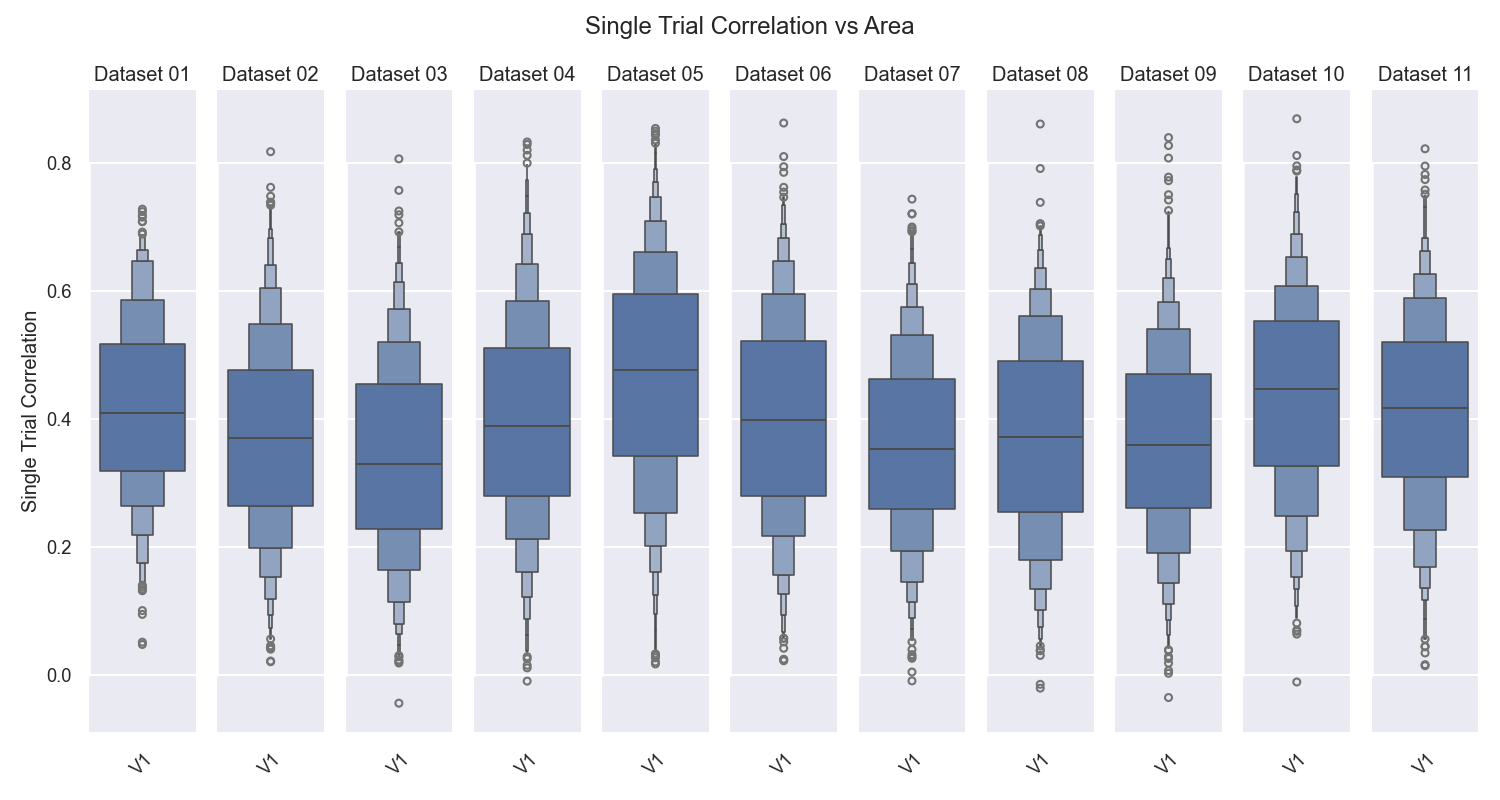 Single Trial Correlation vs Area
Dataset 01
Dataset 02
Dataset 03
Dataset 04
Dataset 05
Dataset 06
Dataset 07
Dataset 08
Dataset 09
Dataset 10
Dataset 11
Single Trial Correlation
0.8
0.6
0.4
0.2
0.0
V1
V1
V1
V1
V1
V1
V1
V1
V1
V1
V1